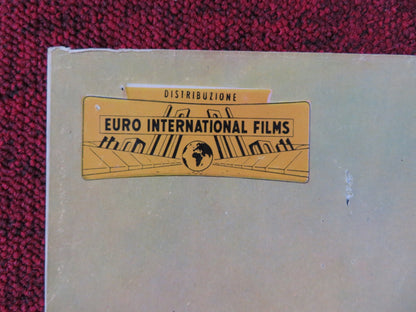 DISTRIBUZIONE
EURO INTERNATIONAL FILMS